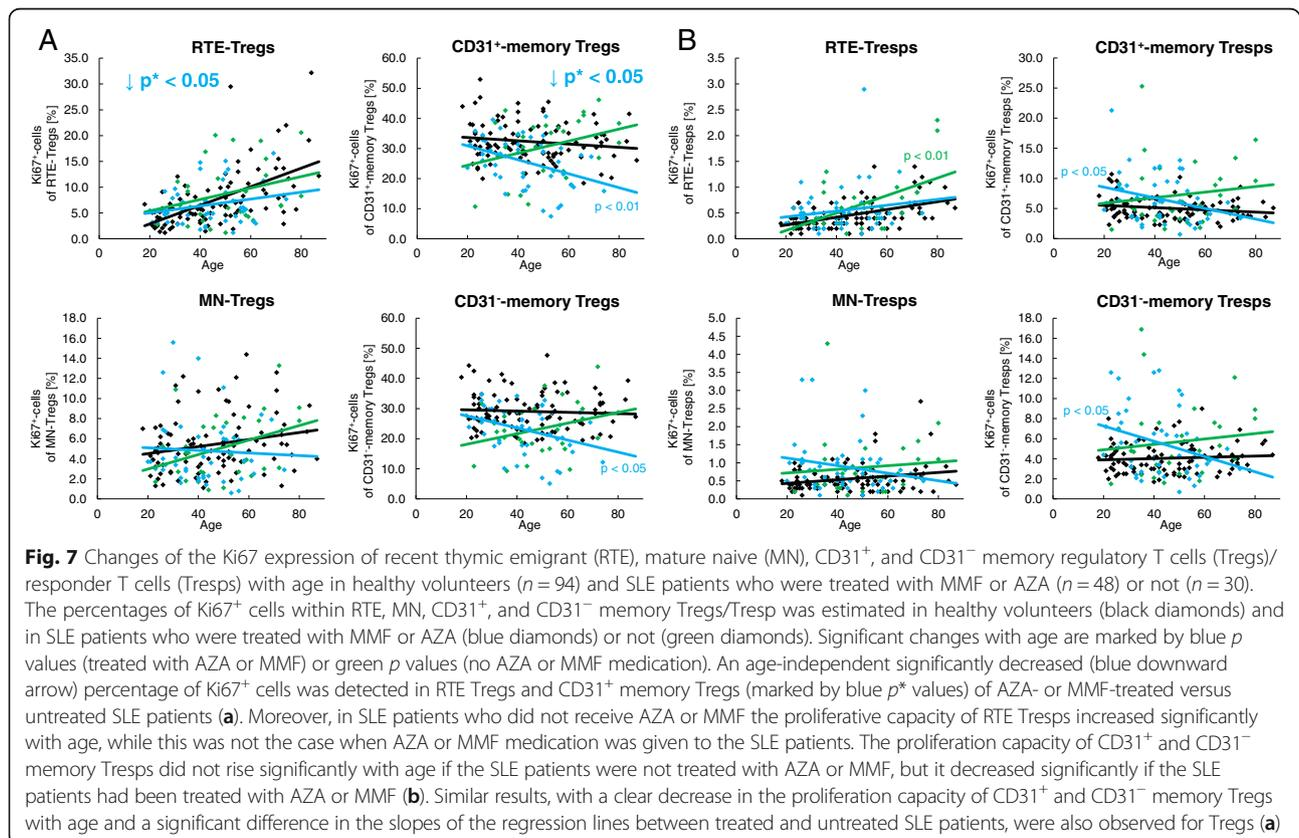 A
B
RTE-Tregs
Ki67⁺-cells
of RTE-Tregs [%]
35.0
30.0
25.0
20.0
15.0
10.0
5.0
0.0
↓ p* < 0.05
0 20 40 60 80
Age
CD31⁺-memory Tregs
Ki67⁺-cells
of CD31⁺-memory Tregs [%]
60.0
50.0
40.0
30.0
20.0
10.0
0.0
↓ p* < 0.05
p < 0.01
0 20 40 60 80
Age
RTE-Tresps
Ki67⁺-cells
of RTE-Tresps [%]
3.5
3.0
2.5
2.0
1.5
1.0
0.5
0.0
p < 0.01
0 20 40 60 80
Age
CD31⁺-memory Tresps
Ki67⁺-cells
of CD31⁺-memory Tresps [%]
30.0
25.0
20.0
15.0
10.0
5.0
0.0
p < 0.05
0 20 40 60 80
Age
MN-Tregs
Ki67⁺-cells
of MN-Tregs [%]
18.0
16.0
14.0
12.0
10.0
8.0
6.0
4.0
2.0
0.0
0 20 40 60 80
Age
CD31⁻-memory Tregs
Ki67⁺-cells
of CD31⁻-memory Tregs [%]
60.0
50.0
40.0
30.0
20.0
10.0
0.0
p < 0.05
0 20 40 60 80
Age
MN-Tresps
Ki67⁺-cells
of MN-Tresps [%]
5.0
4.5
4.0
3.5
3.0
2.5
2.0
1.5
1.0
0.5
0.0
0 20 40 60 80
Age
CD31⁻-memory Tresps
Ki67⁺-cells
of CD31⁻-memory Tresps [%]
18.0
16.0
14.0
12.0
10.0
8.0
6.0
4.0
2.0
0.0
p < 0.05
0 20 40 60 80
Age
Fig. 7 Changes of the Ki67 expression of recent thymic emigrant (RTE), mature naive (MN), CD31⁺, and CD31⁻ memory regulatory T cells (Tregs)/
responder T cells (Tresps) with age in healthy volunteers (n = 94) and SLE patients who were treated with MMF or AZA (n = 48) or not (n = 30).
The percentages of Ki67⁺ cells within RTE, MN, CD31⁺, and CD31⁻ memory Tregs/Tresp was estimated in healthy volunteers (black diamonds) and
in SLE patients who were treated with MMF or AZA (blue diamonds) or not (green diamonds). Significant changes with age are marked by blue p
values (treated with AZA or MMF) or green p values (no AZA or MMF medication). An age-independent significantly decreased (blue downward
arrow) percentage of Ki67⁺ cells was detected in RTE Tregs and CD31⁺ memory Tregs (marked by blue p* values) of AZA- or MMF-treated versus
untreated SLE patients (a). Moreover, in SLE patients who did not receive AZA or MMF the proliferative capacity of RTE Tresps increased significantly
with age, while this was not the case when AZA or MMF medication was given to the SLE patients. The proliferation capacity of CD31⁺ and CD31⁻
memory Tresps did not rise significantly with age if the SLE patients were not treated with AZA or MMF, but it decreased significantly if the SLE
patients had been treated with AZA or MMF (b). Similar results, with a clear decrease in the proliferation capacity of CD31⁺ and CD31⁻ memory Tregs
with age and a significant difference in the slopes of the regression lines between treated and untreated SLE patients, were also observed for Tregs (a)